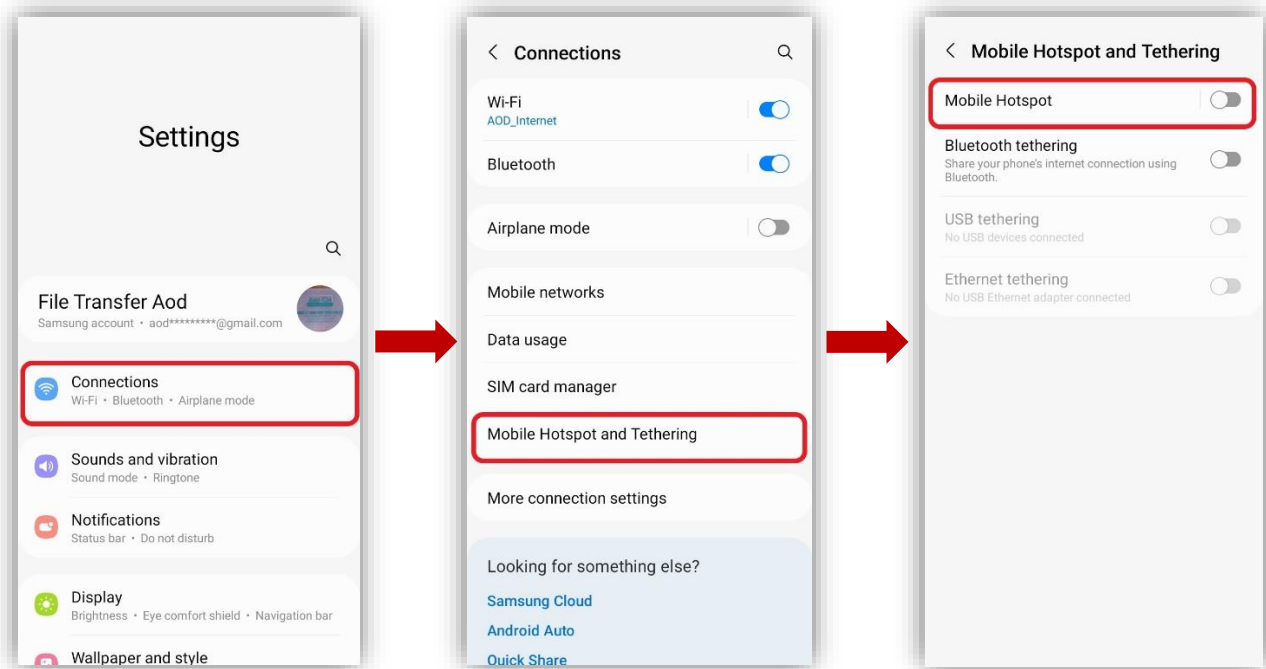 Settings
File Transfer Aod
Samsung account • aod*********@gmail.com
Connections
Wi-Fi • Bluetooth • Airplane mode
Sounds and vibration
Sound mode • Ringtone
Notifications
Status bar • Do not disturb
Display
Brightness • Eye comfort shield • Navigation bar
Wallpaper and style
Connections
Wi-Fi
AOD_Internet
Bluetooth
Airplane mode
Mobile networks
Data usage
SIM card manager
Mobile Hotspot and Tethering
More connection settings
Looking for something else?
Samsung Cloud
Android Auto
Quick Share
Mobile Hotspot and Tethering
Mobile Hotspot
Bluetooth tethering
Share your phone's internet connection using
Bluetooth.
USB tethering
No USB devices connected
Ethernet tethering
No USB Ethernet adapter connected